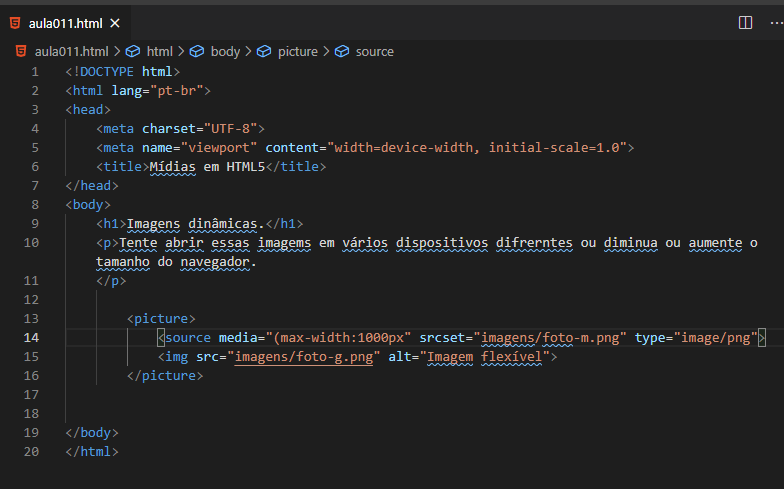 aula011.html
aula011.html > html > body > picture > source
1 <!DOCTYPE html>
2 <html lang="pt-br">
3 <head>
4 <meta charset="UTF-8">
5 <meta name="viewport" content="width=device-width, initial-scale=1.0">
6 <title>Mídias em HTML5</title>
7 </head>
8 <body>
9 <h1>Imagens dinâmicas.</h1>
10 <p>Tente abrir essas imagems em vários dispositivos difrerntes ou diminua ou aumente o
tamanho do navegador.
11 </p>
12
13 <picture>
14 <source media="(max-width:1000px" srcset="imagens/foto-m.png" type="image/png">
15 <img src="imagens/foto-g.png" alt="Imagem flexível">
16 </picture>
17
18
19 </body>
20 </html>